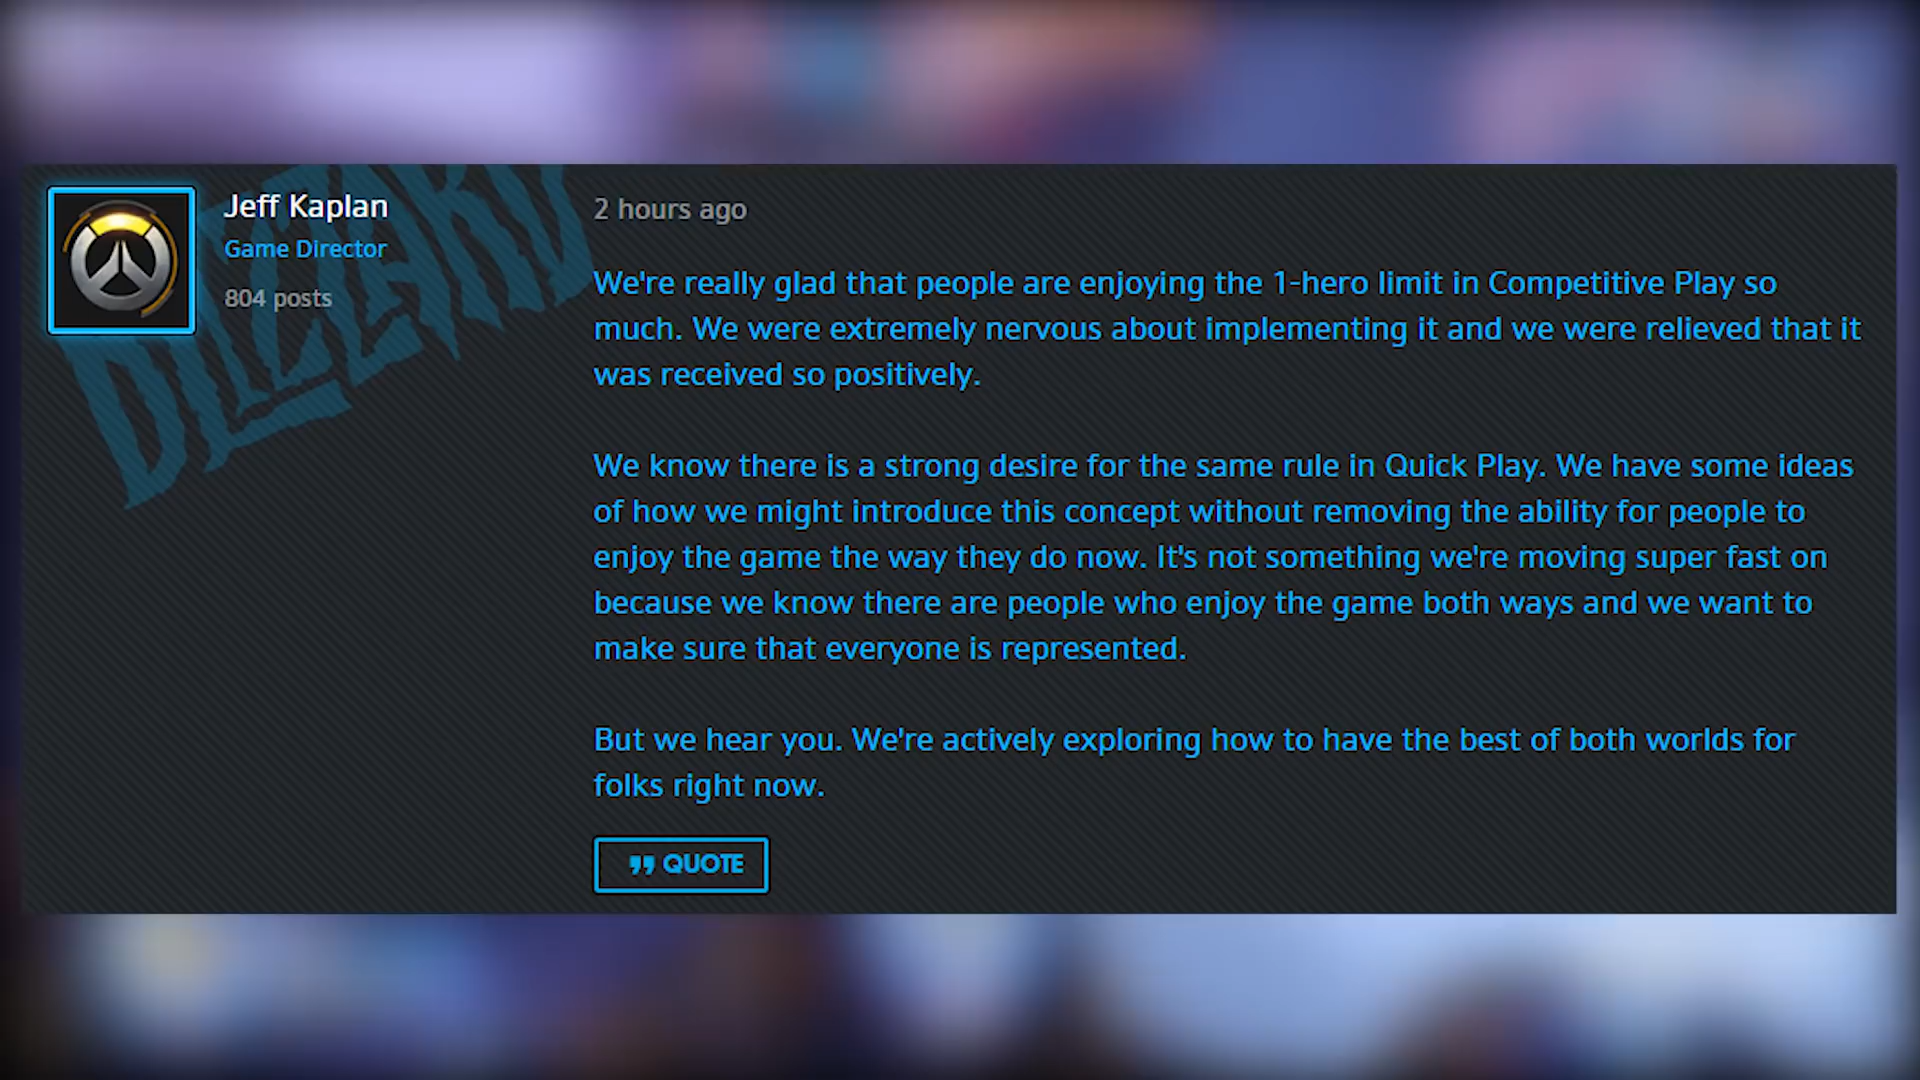 Jeff Kaplan
Game Director
804 posts
BLIZZARD
2 hours ago
We're really glad that people are enjoying the 1-hero limit in Competitive Play so
much. We were extremely nervous about implementing it and we were relieved that it
was received so positively.
We know there is a strong desire for the same rule in Quick Play. We have some ideas
of how we might introduce this concept without removing the ability for people to
enjoy the game the way they do now. It's not something we're moving super fast on
because we know there are people who enjoy the game both ways and we want to
make sure that everyone is represented.
But we hear you. We're actively exploring how to have the best of both worlds for
folks right now.
QUOTE